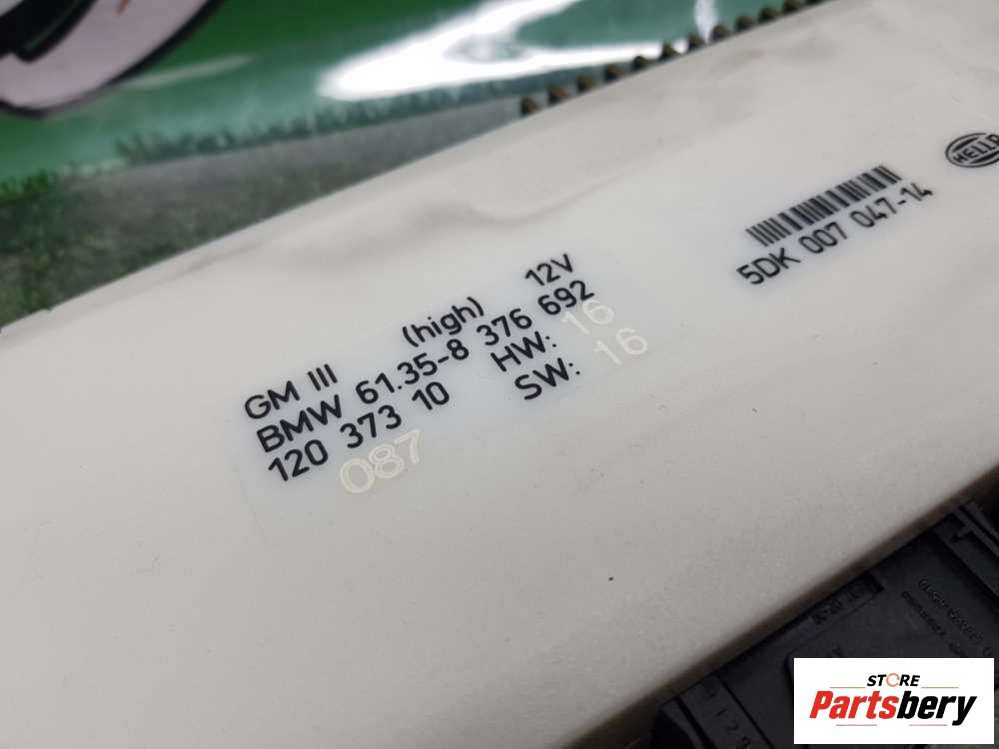 GM III (high) 12V
BMW 61.35-8 376 692
120 373 10 HW: 16
087 SW: 16
5DK 007 047-14
HELLA
STORE
Partsbery